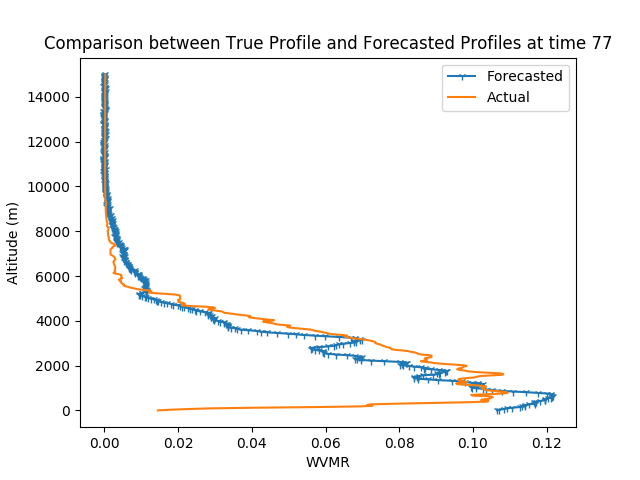 Comparison between True Profile and Forecasted Profiles at time 77
Forecasted
Actual
14000
12000
10000
8000
6000
4000
2000
0
Altitude (m)
0.00 0.02 0.04 0.06 0.08 0.10 0.12
WVMR